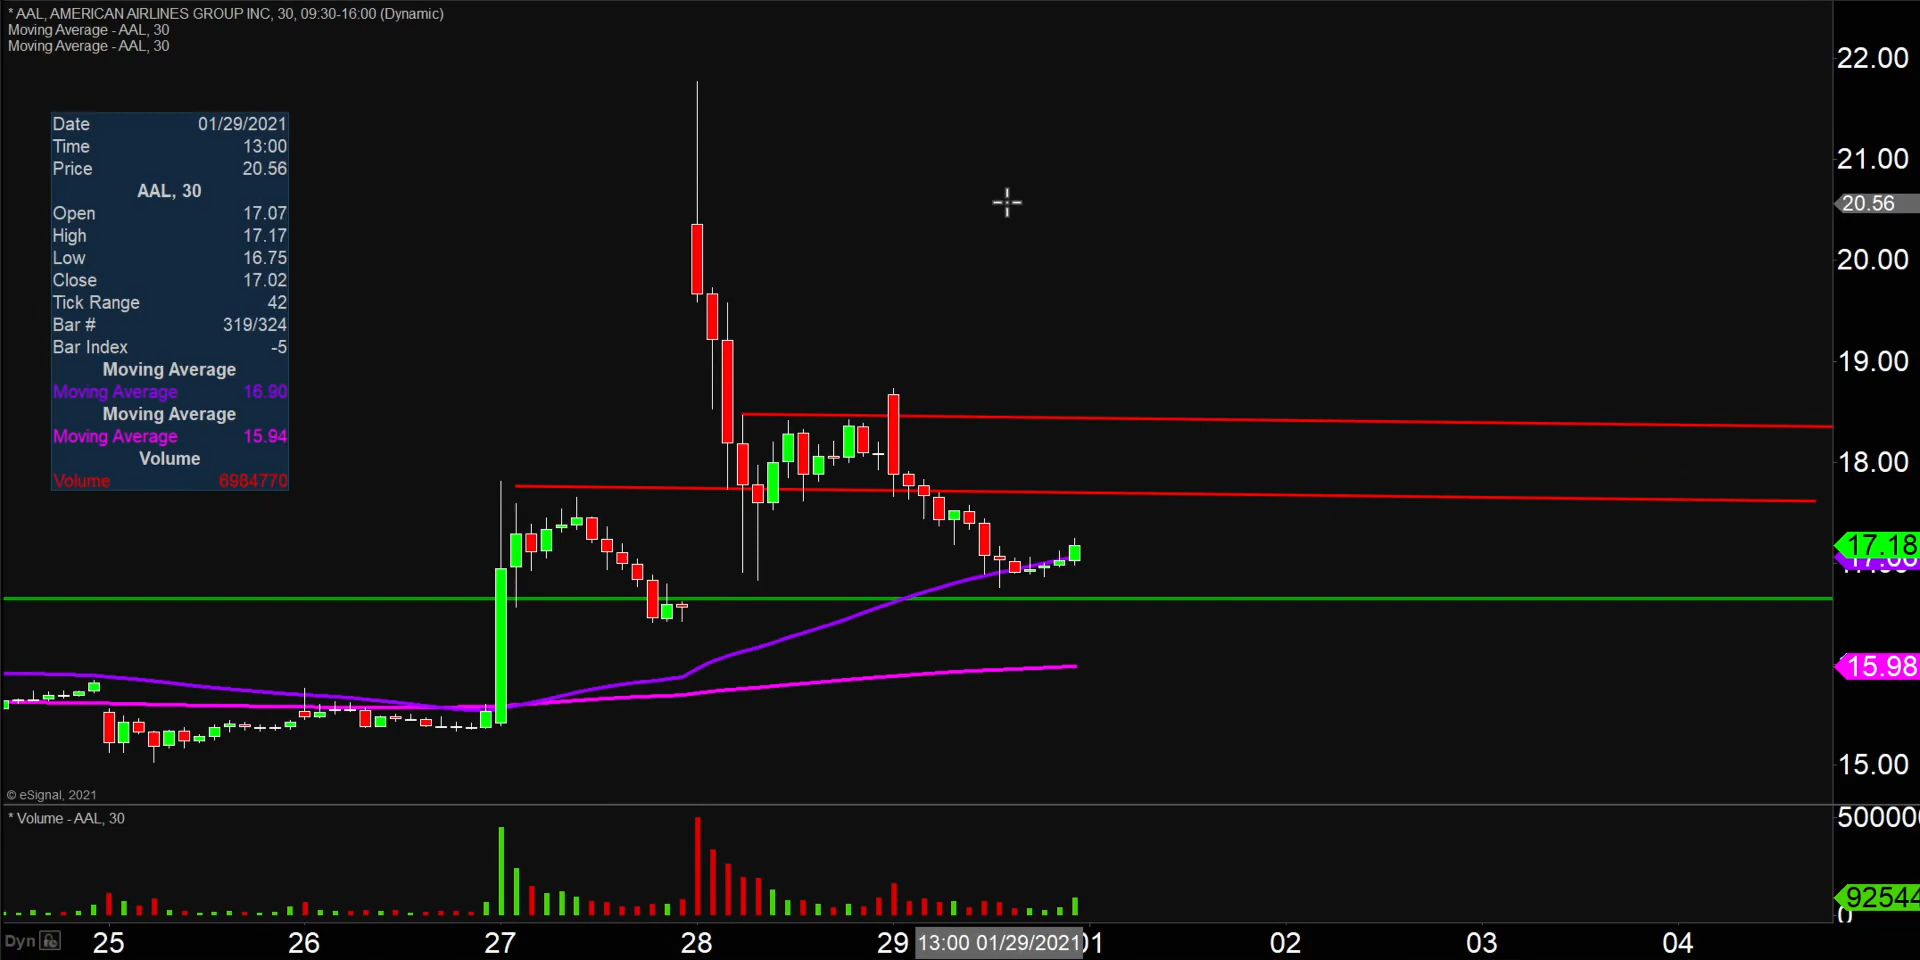 * AAL, AMERICAN AIRLINES GROUP INC, 30, 09:30-16:00 (Dynamic)
Moving Average - AAL, 30
Moving Average - AAL, 30
Date 01/29/2021
Time 13:00
Price 20.56
AAL, 30
Open 17.07
High 17.17
Low 16.75
Close 17.02
Tick Range 42
Bar # 319/324
Bar Index -5
Moving Average
Moving Average 16.90
Moving Average
Moving Average 15.94
Volume
Volume 6984770
22.00
21.00
20.56
20.00
19.00
18.00
17.18
15.98
15.00
© eSignal, 2021
* Volume - AAL, 30
500000
92544
0
Dyn 25 26 27 28 29 13:00 01/29/2021 01 02 03 04